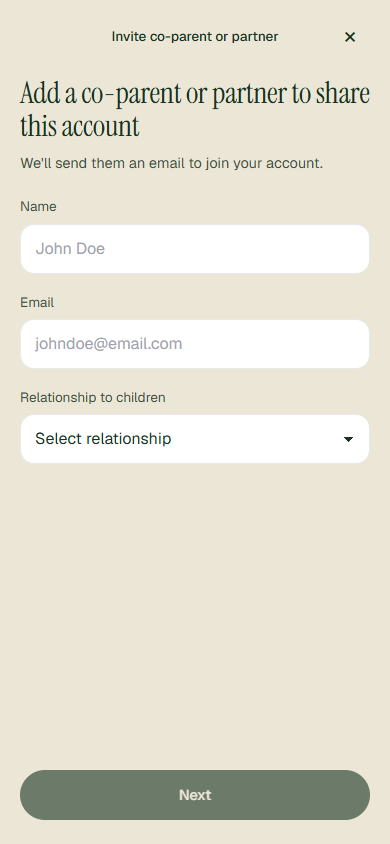 Invite co-parent or partner
Add a co-parent or partner to share
this account
We'll send them an email to join your account.
Name
John Doe
Email
johndoe@email.com
Relationship to children
Select relationship
Next